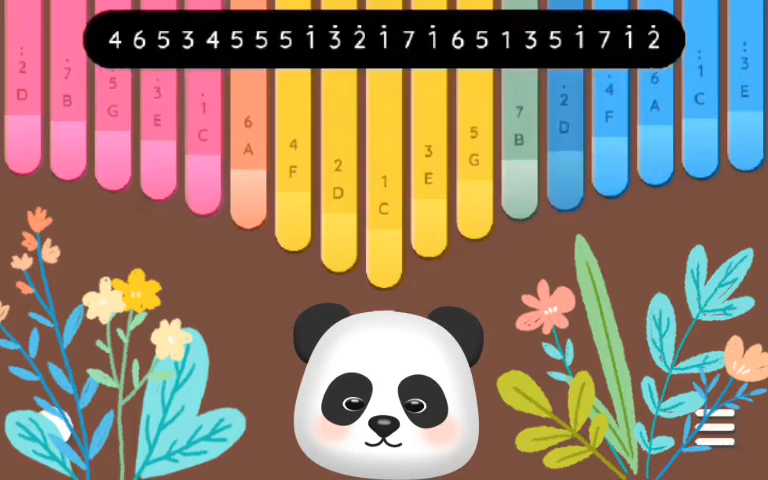 4 6 5 3 4 5 5 5 1̇ 3̇ 2̇ 1̇ 7 1̇ 6 5 1 3 5 1̇ 7 1̇ 2̇
2̈
D
7̇
B
5̇
G
3̇
E
1̇
C
6
A
4
F
2
D
1
C
3
E
5
G
7
B
2̇
D
4̇
F
6̇
A
1̈
C
3̈
E